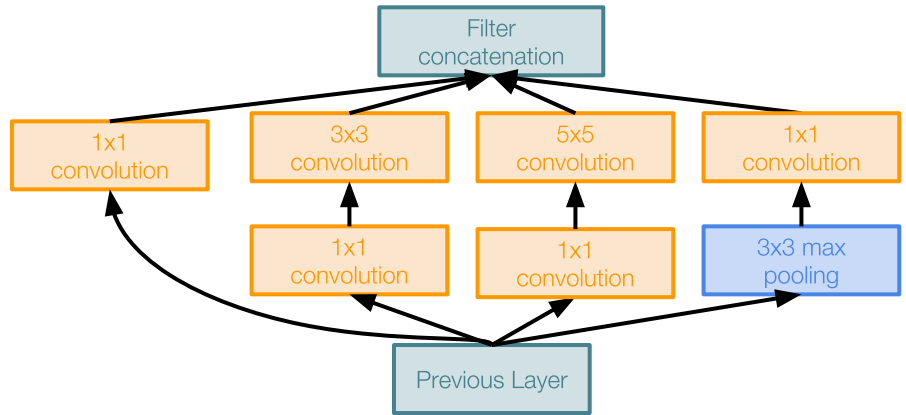 Filter
concatenation
1x1
convolution
3x3
convolution
5x5
convolution
1x1
convolution
1x1
convolution
1x1
convolution
3x3 max
pooling
Previous Layer